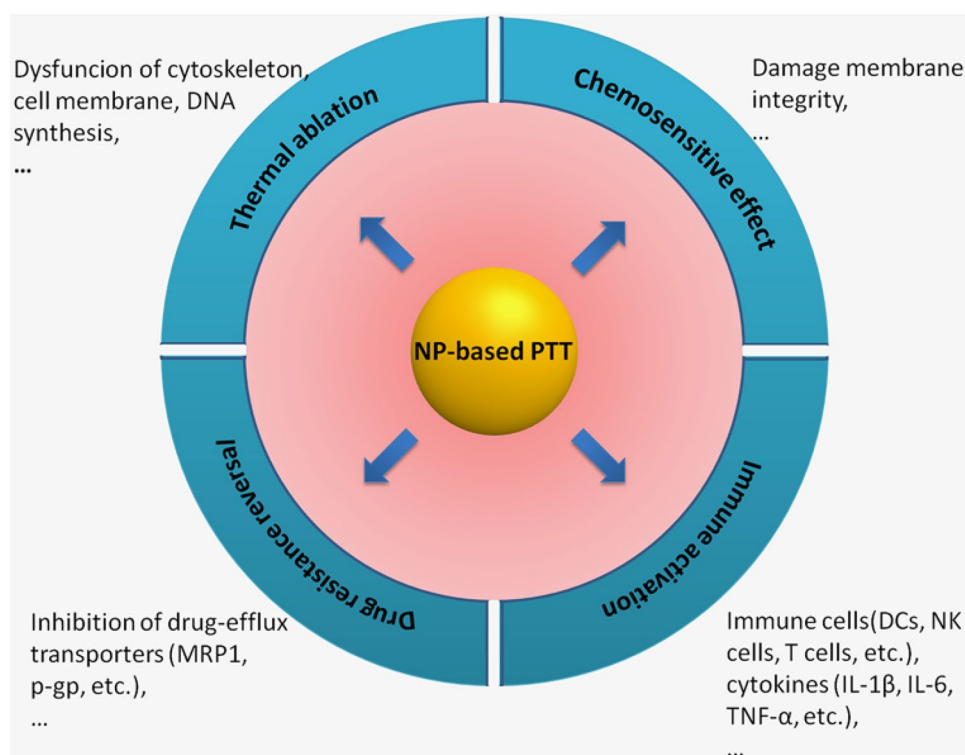 Dysfuncion of cytoskeleton,
cell membrane, DNA
synthesis,
...
Thermal ablation
Chemosensitive effect
Damage membrane
integrity,
...
NP-based PTT
Drug resistance reversal
Immune activation
Inhibition of drug-efflux
transporters (MRP1,
p-gp, etc.),
...
Immune cells(DCs, NK
cells, T cells, etc.),
cytokines (IL-1β, IL-6,
TNF-α, etc.),
...